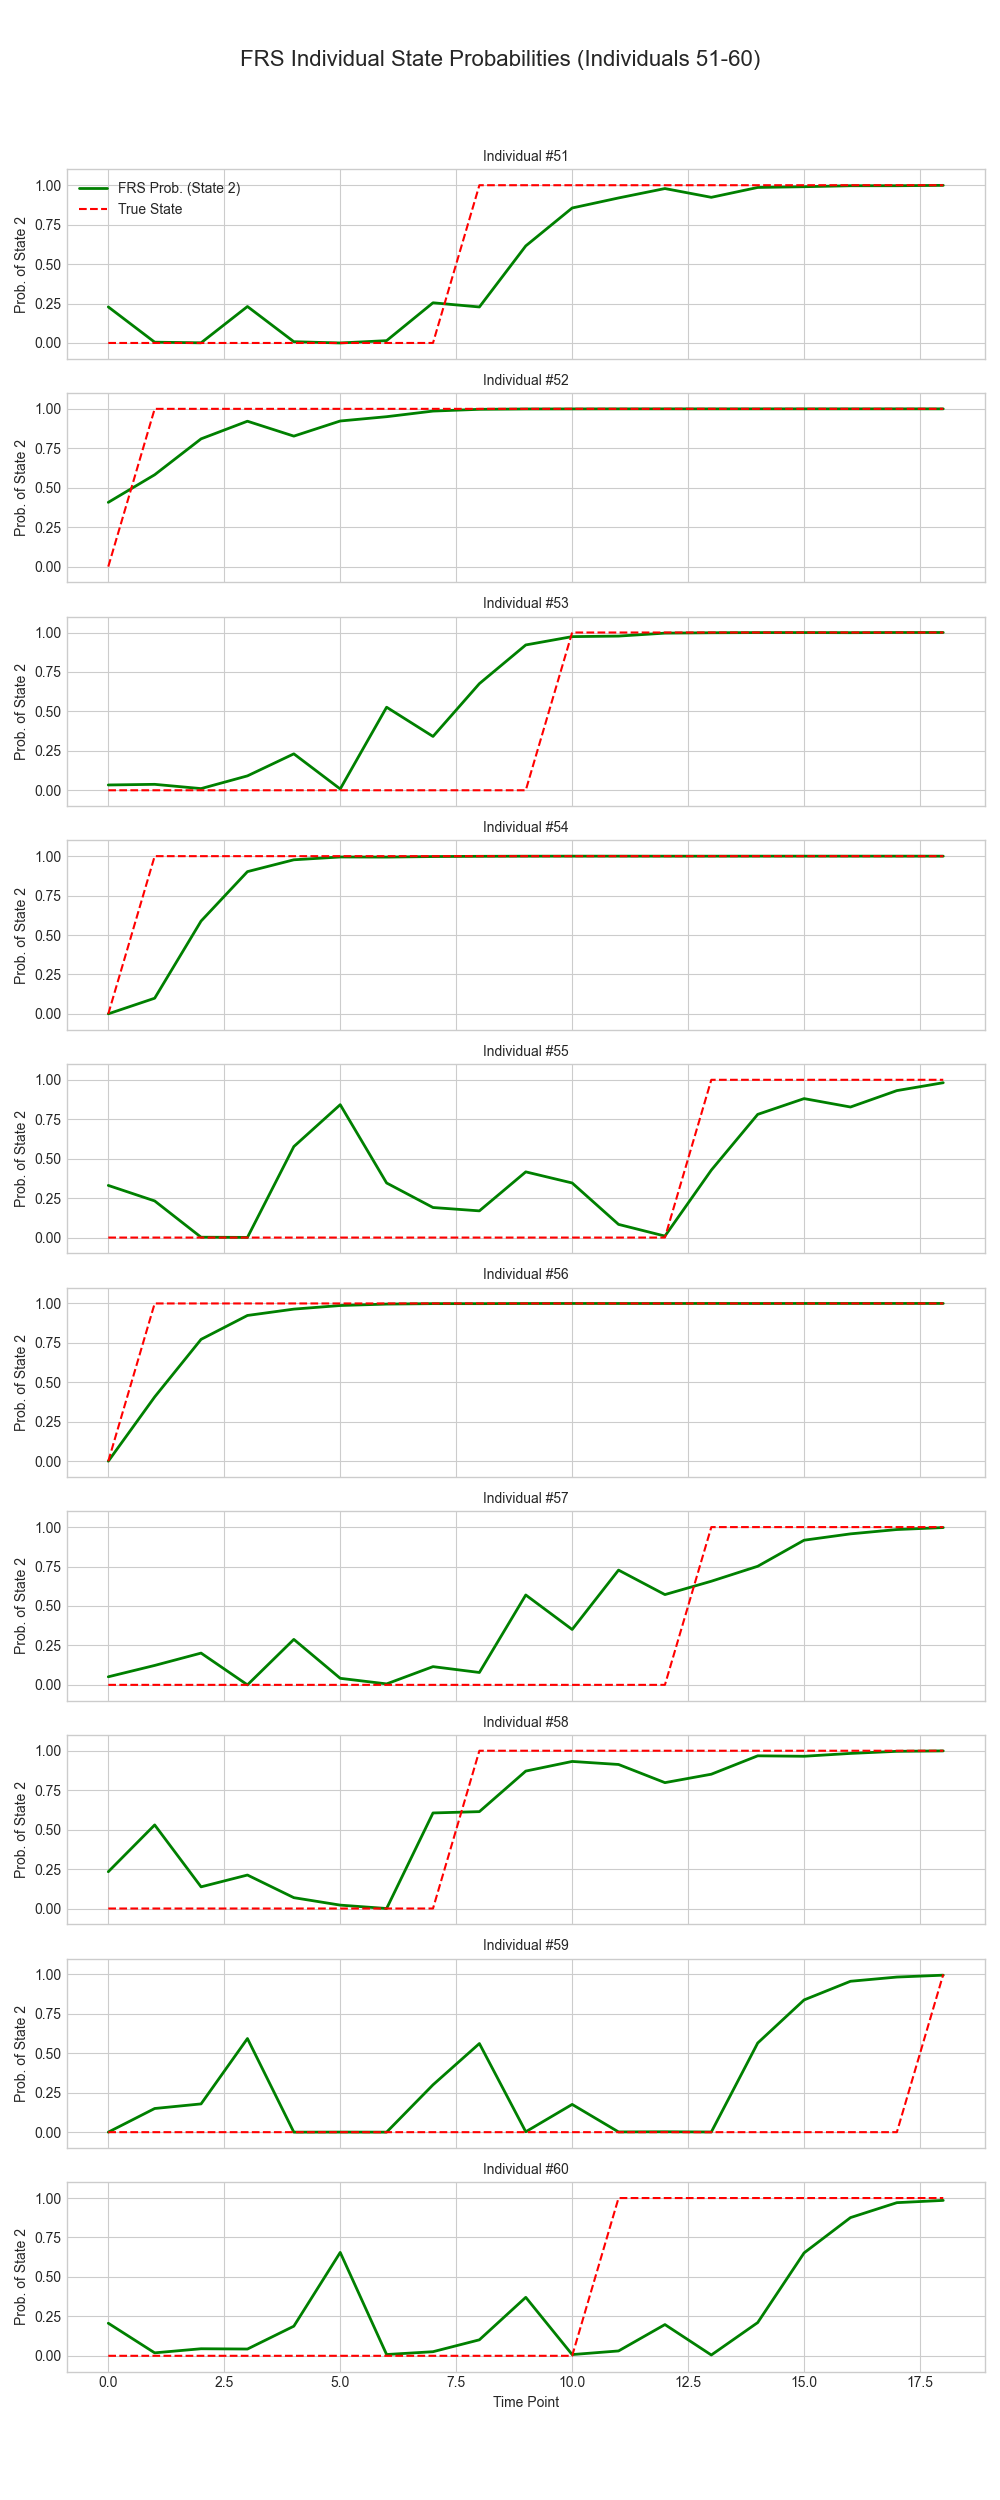 FRS Individual State Probabilities (Individuals 51-60)
Individual #51
FRS Prob. (State 2)
True State
Prob. of State 2
1.00
0.75
0.50
0.25
0.00
Individual #52
Prob. of State 2
1.00
0.75
0.50
0.25
0.00
Individual #53
Prob. of State 2
1.00
0.75
0.50
0.25
0.00
Individual #54
Prob. of State 2
1.00
0.75
0.50
0.25
0.00
Individual #55
Prob. of State 2
1.00
0.75
0.50
0.25
0.00
Individual #56
Prob. of State 2
1.00
0.75
0.50
0.25
0.00
Individual #57
Prob. of State 2
1.00
0.75
0.50
0.25
0.00
Individual #58
Prob. of State 2
1.00
0.75
0.50
0.25
0.00
Individual #59
Prob. of State 2
1.00
0.75
0.50
0.25
0.00
Individual #60
Prob. of State 2
1.00
0.75
0.50
0.25
0.00
0.0 2.5 5.0 7.5 10.0 12.5 15.0 17.5
Time Point